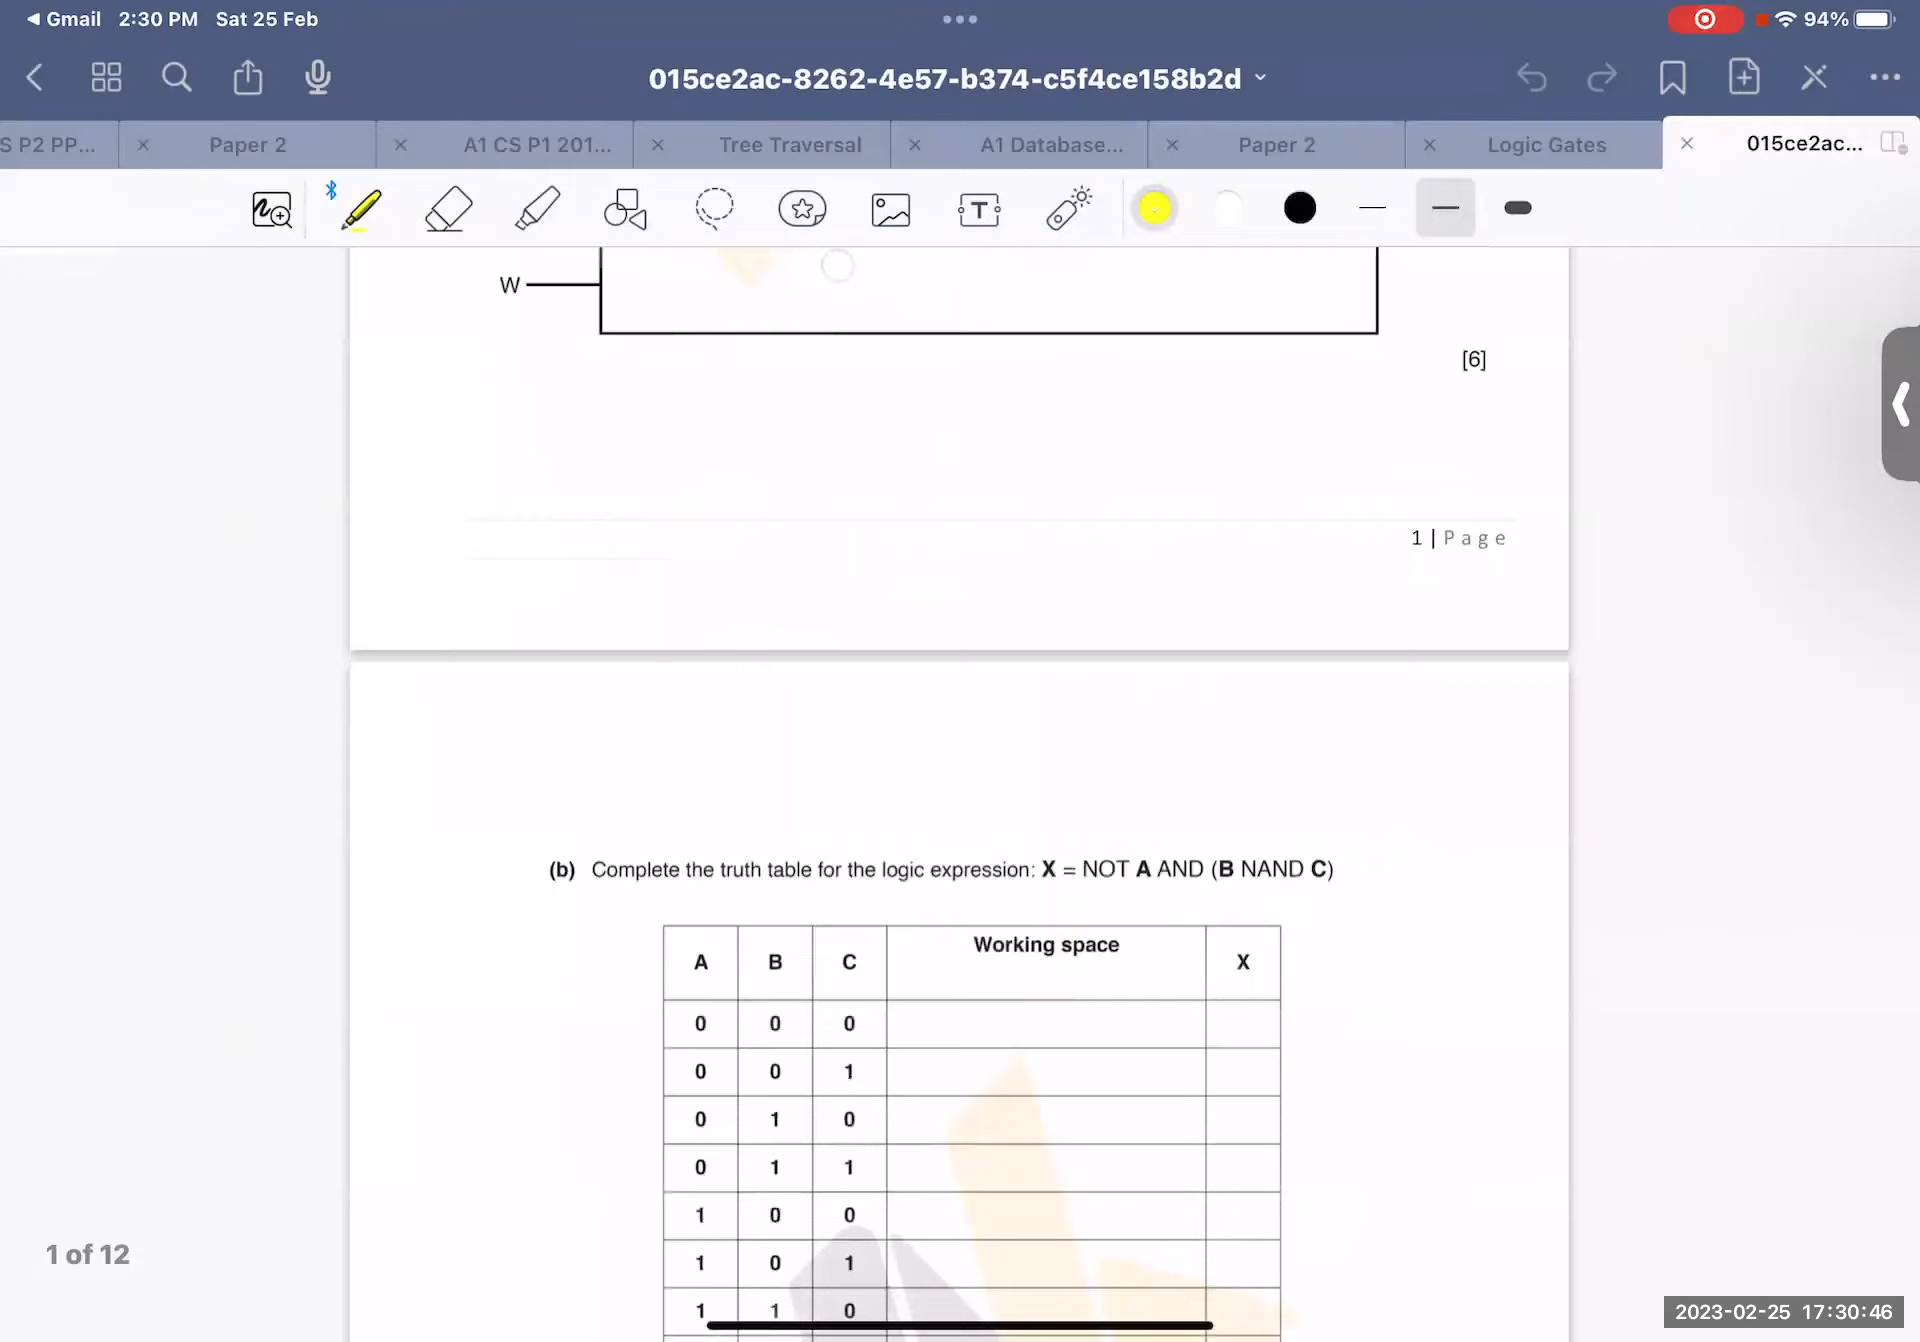 ◀ Gmail 2:30 PM Sat 25 Feb
94%
015ce2ac-8262-4e57-b374-c5f4ce158b2d
S P2 PP... × Paper 2 × A1 CS P1 201... × Tree Traversal × A1 Database... × Paper 2 × Logic Gates × 015ce2ac...
T
W
[6]
1 | Page
(b) Complete the truth table for the logic expression: X = NOT A AND (B NAND C)
A B C Working space X
0 0 0
0 0 1
0 1 0
0 1 1
1 0 0
1 0 1
1 1 0
1 of 12
2023-02-25 17:30:46